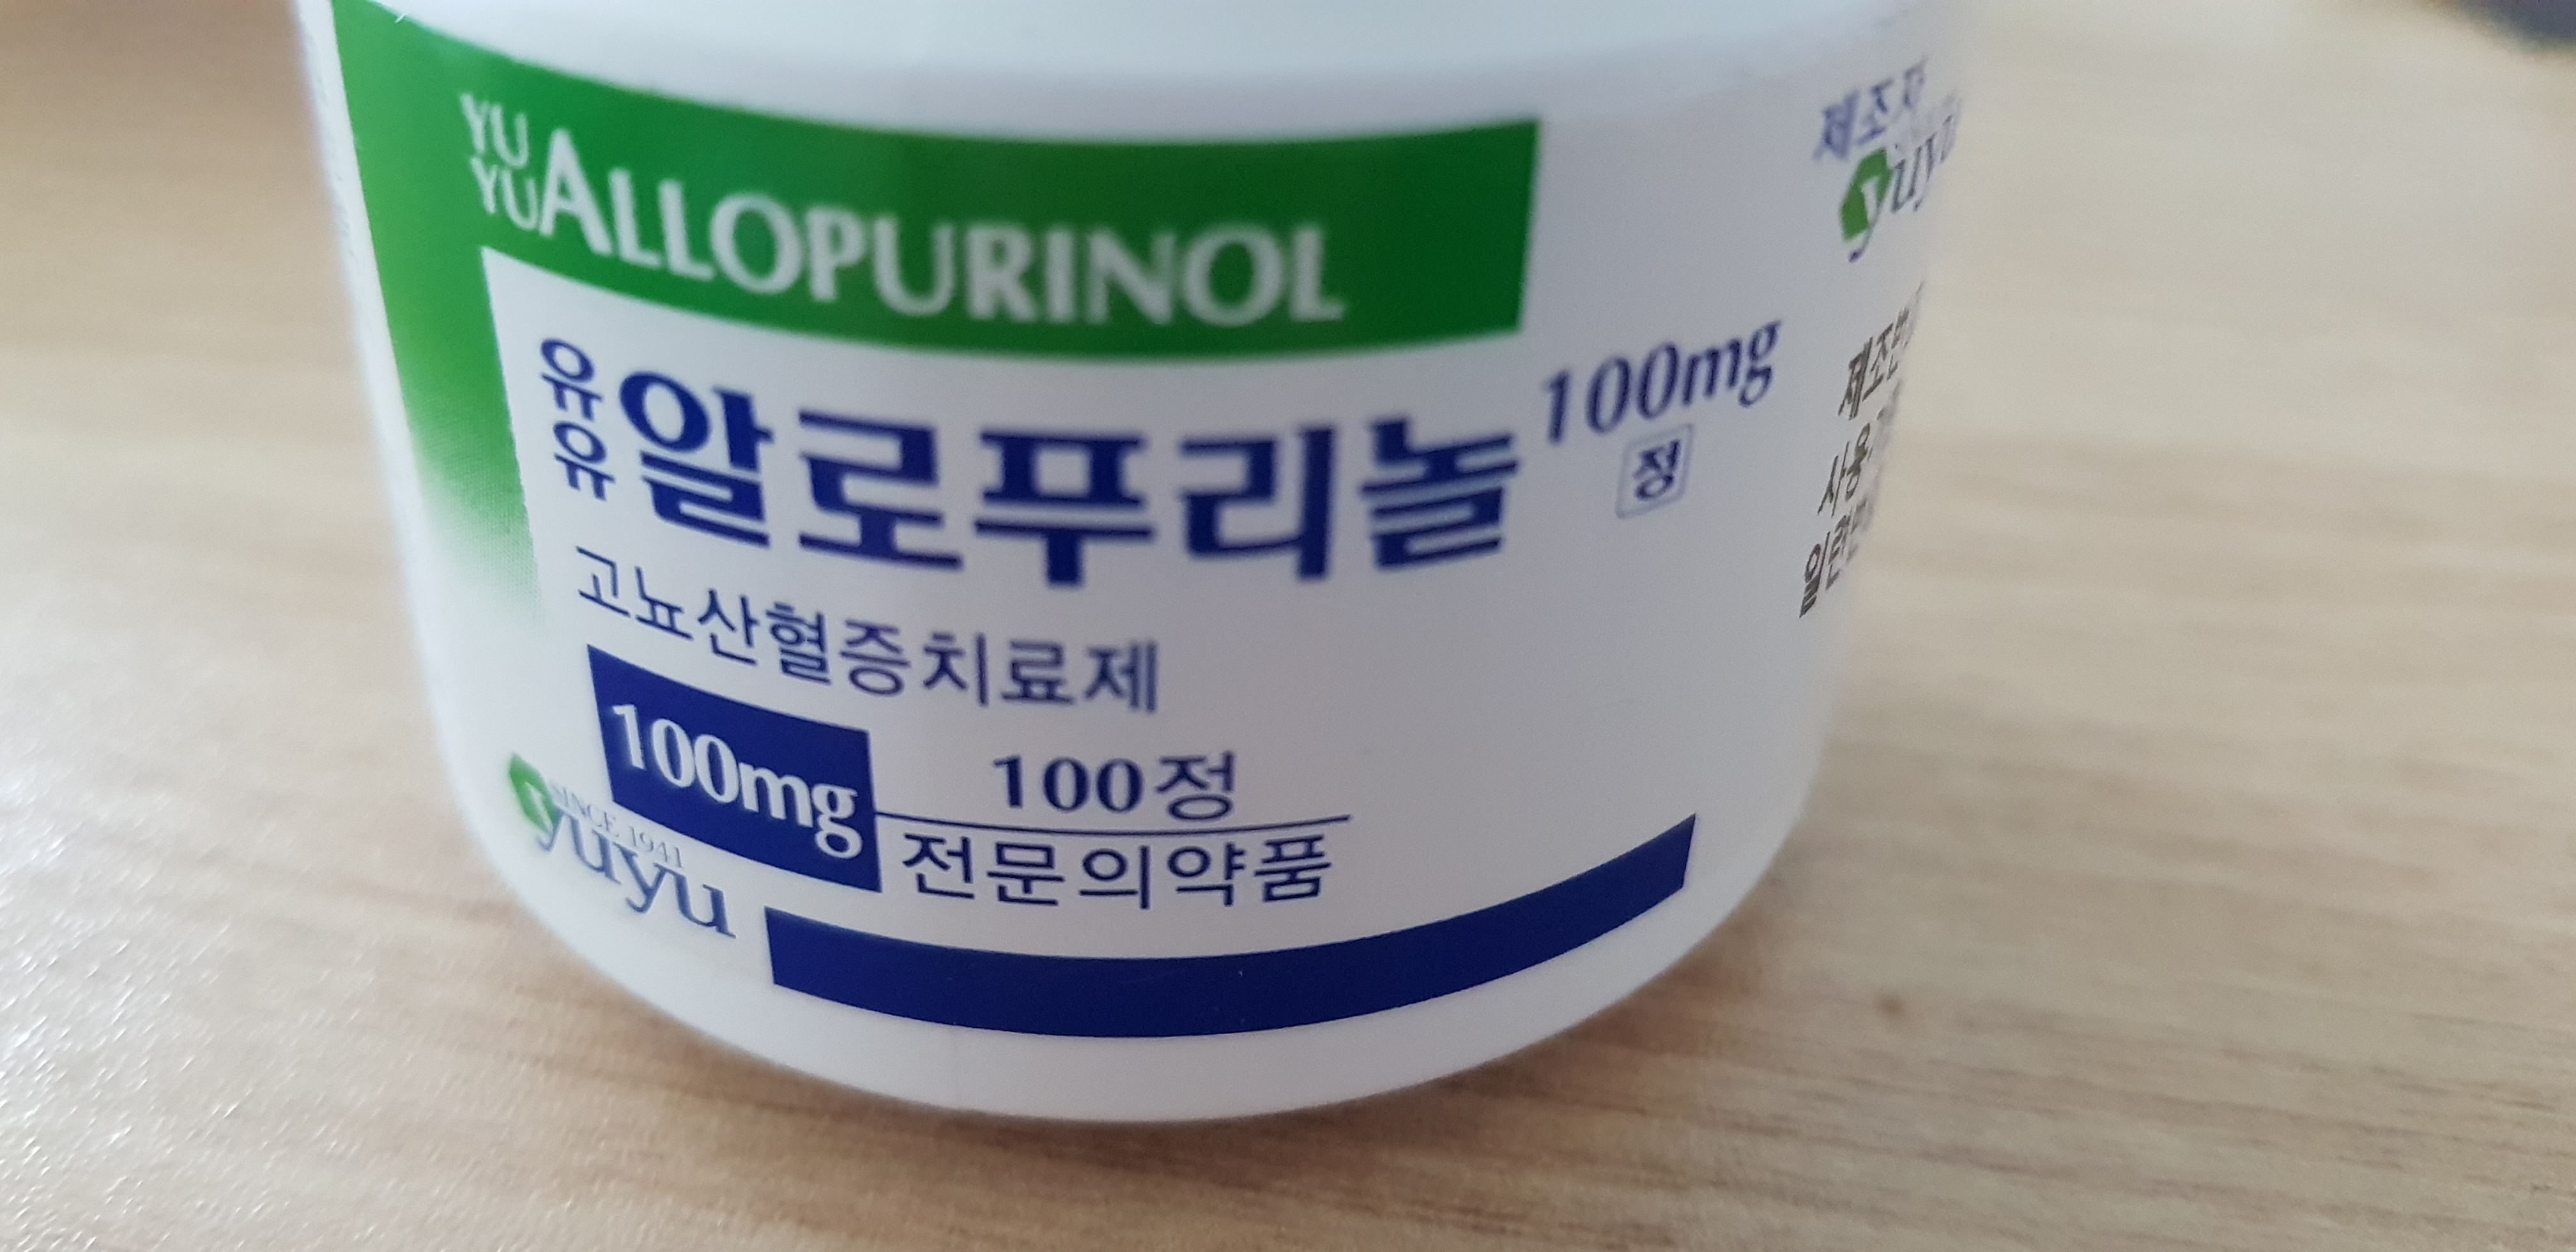 YU
YU
ALLOPURINOL
유
유
알로푸리놀
100mg
정
고뇨산혈증치료제
100mg
100정
전문의약품
SINCE 1941
yuyu
제조자